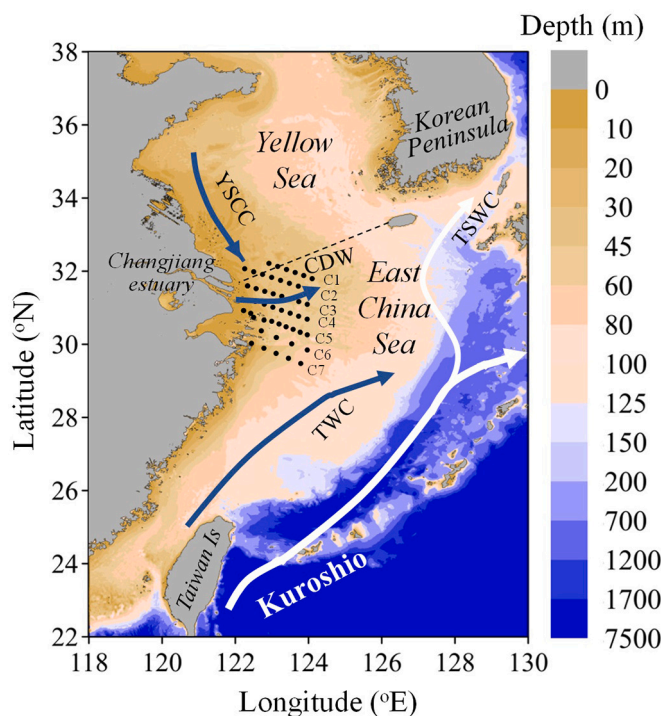 Depth (m)
38
36
34
32
30
28
26
24
22
Latitude (ºN)
118
120
122
124
126
128
130
Longitude (ºE)
0
10
20
30
45
60
80
100
125
150
200
700
1200
1700
7500
Korean
Peninsula
Yellow
Sea
YSCC
TSWC
Changjiang
estuary
CDW
C1
C2
C3
C4
C5
C6
C7
East
China
Sea
TWC
Taiwan Is
Kuroshio